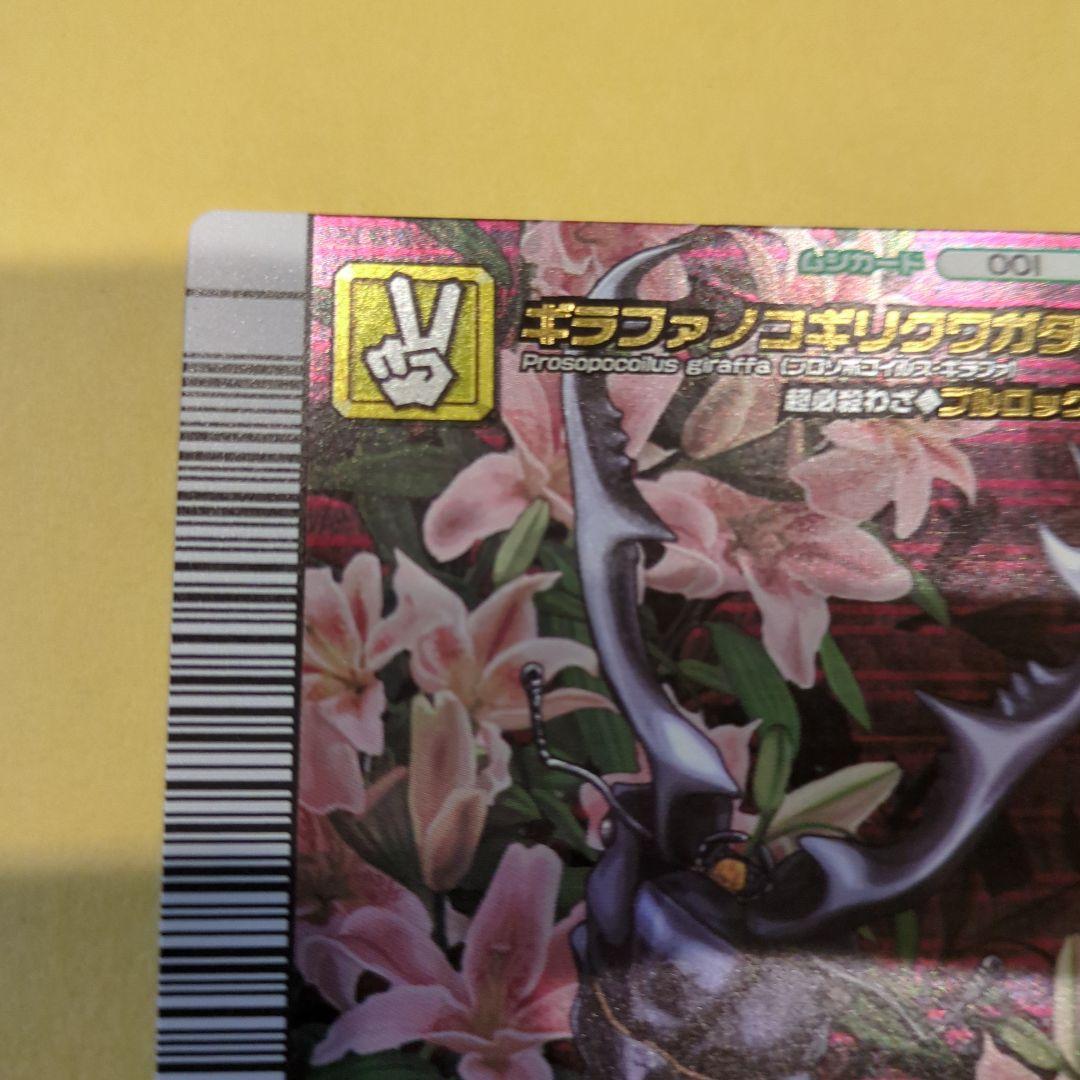 ムシカード 001
ギラファノコギリクワガタ
Prosopocoilus giraffa (プロソポコイルス・ギラファ)
超必殺わざ◆ブルロック